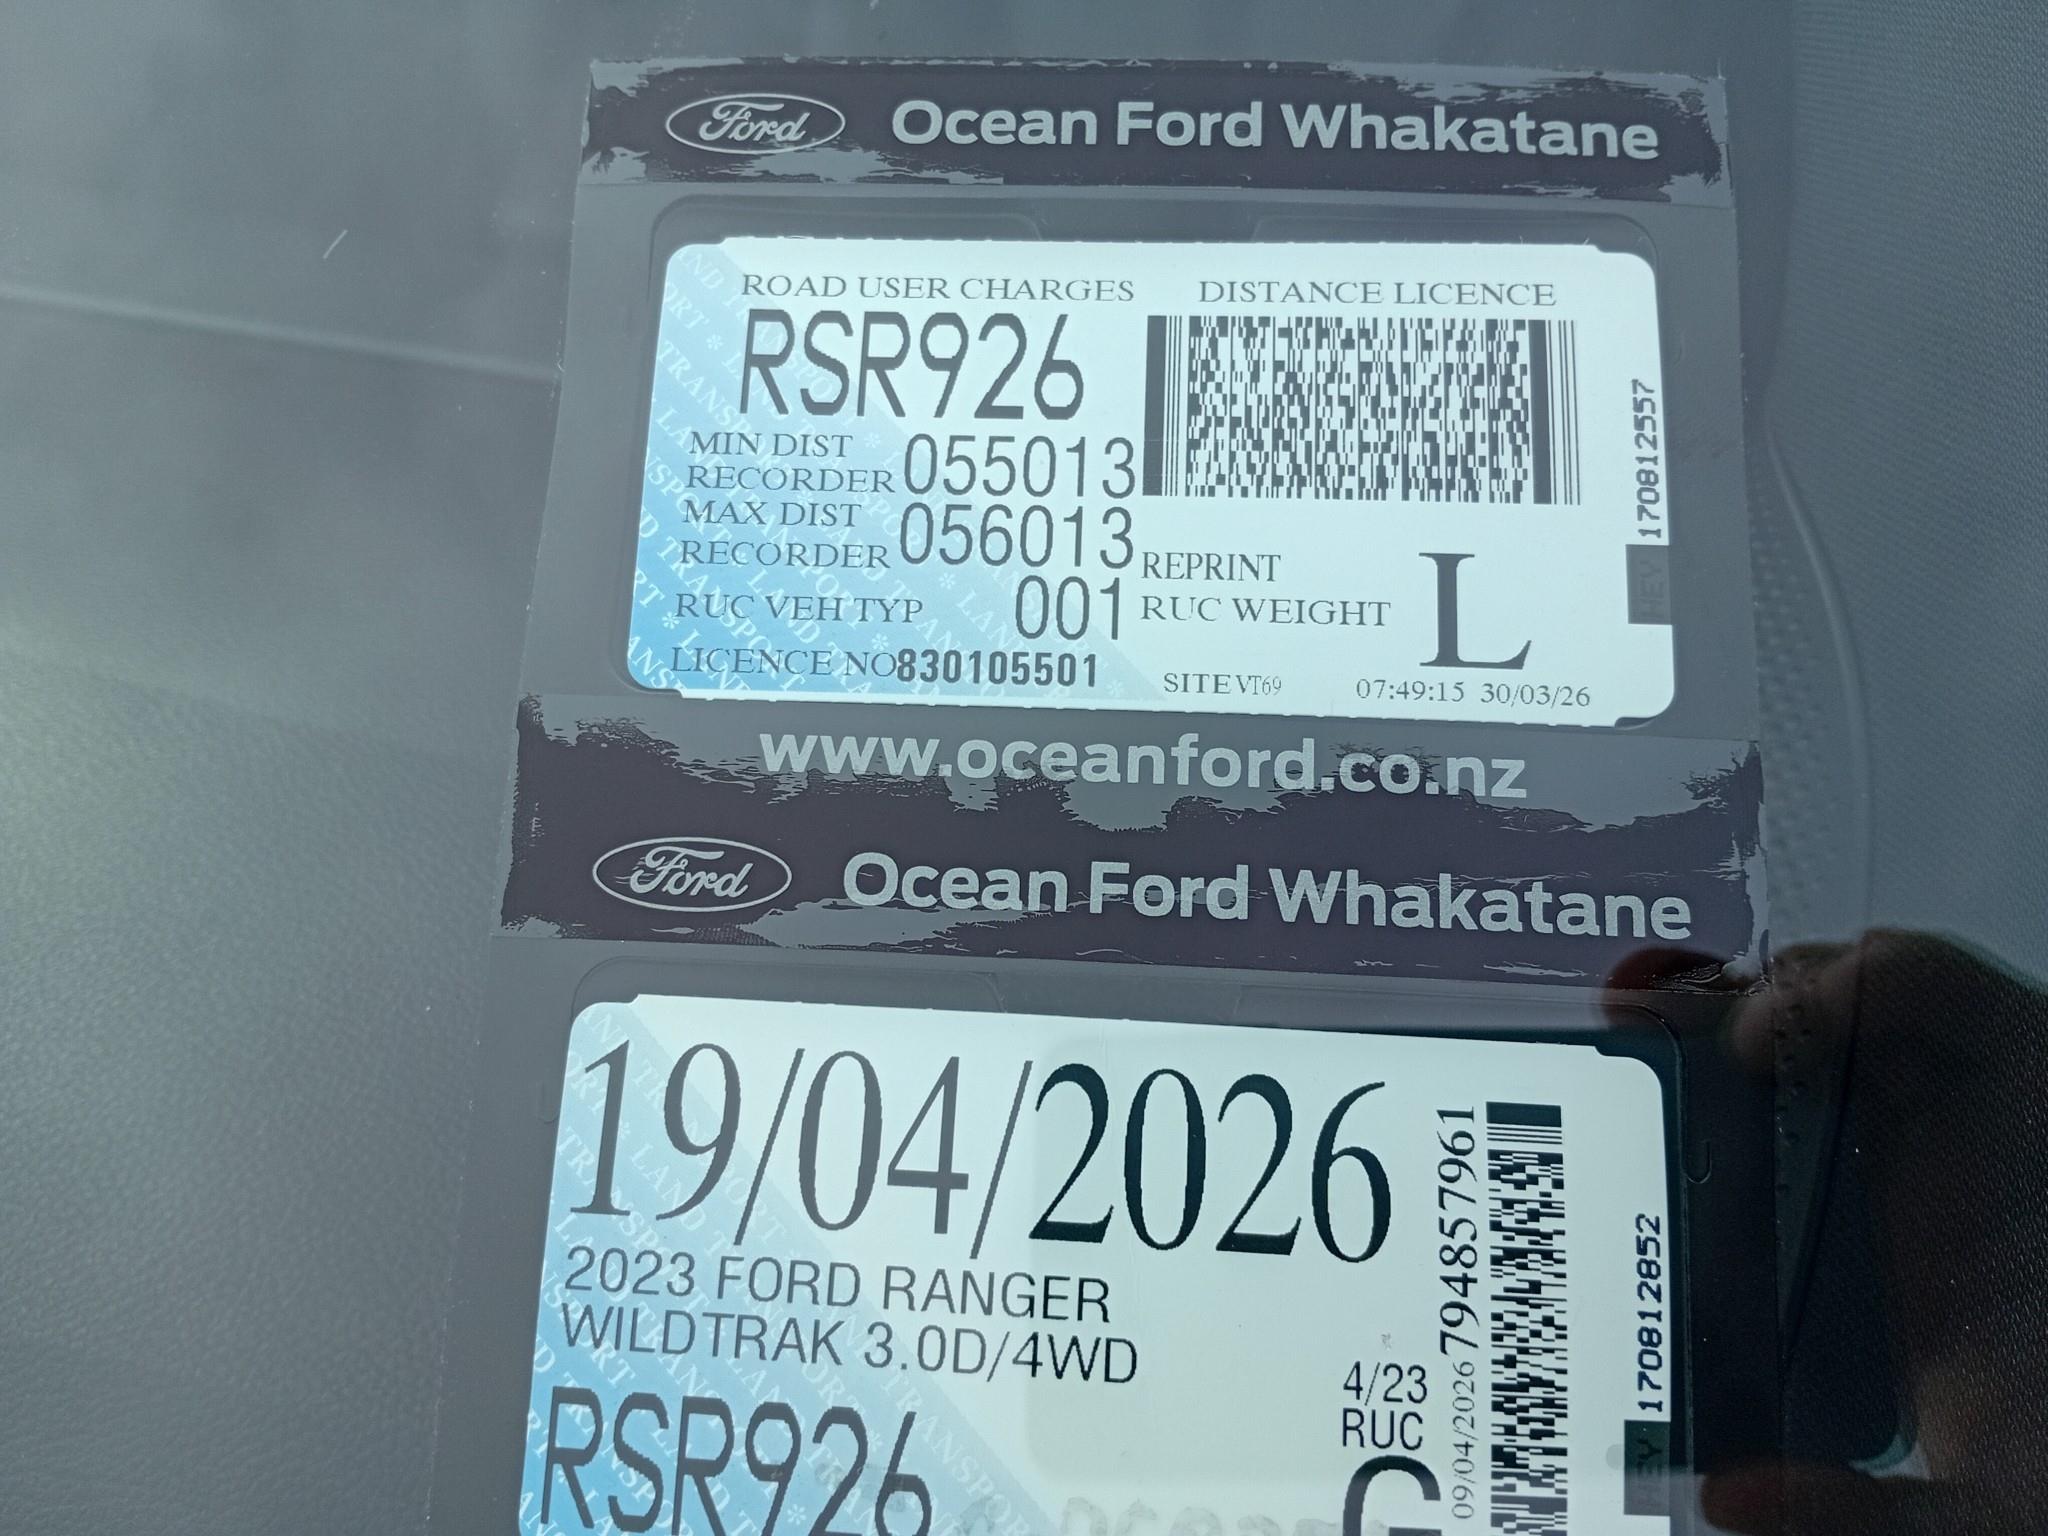 Ford Ocean Ford Whakatane
ROAD USER CHARGES DISTANCE LICENCE
RSR926
MIN DIST
RECORDER 055013
MAX DIST
RECORDER 056013
REPRINT
RUC VEH TYP 001
RUC WEIGHT L
LICENCE NO 830105501
SITE VT69 07:49:15 30/03/26
170812557
HEY
www.oceanford.co.nz
Ford Ocean Ford Whakatane
19/04/2026
2023 FORD RANGER
WILDTRAK 3.0D/4WD
4/23
RUC
RSR926
G
09/04/2026 794857961
1708128852
HEY